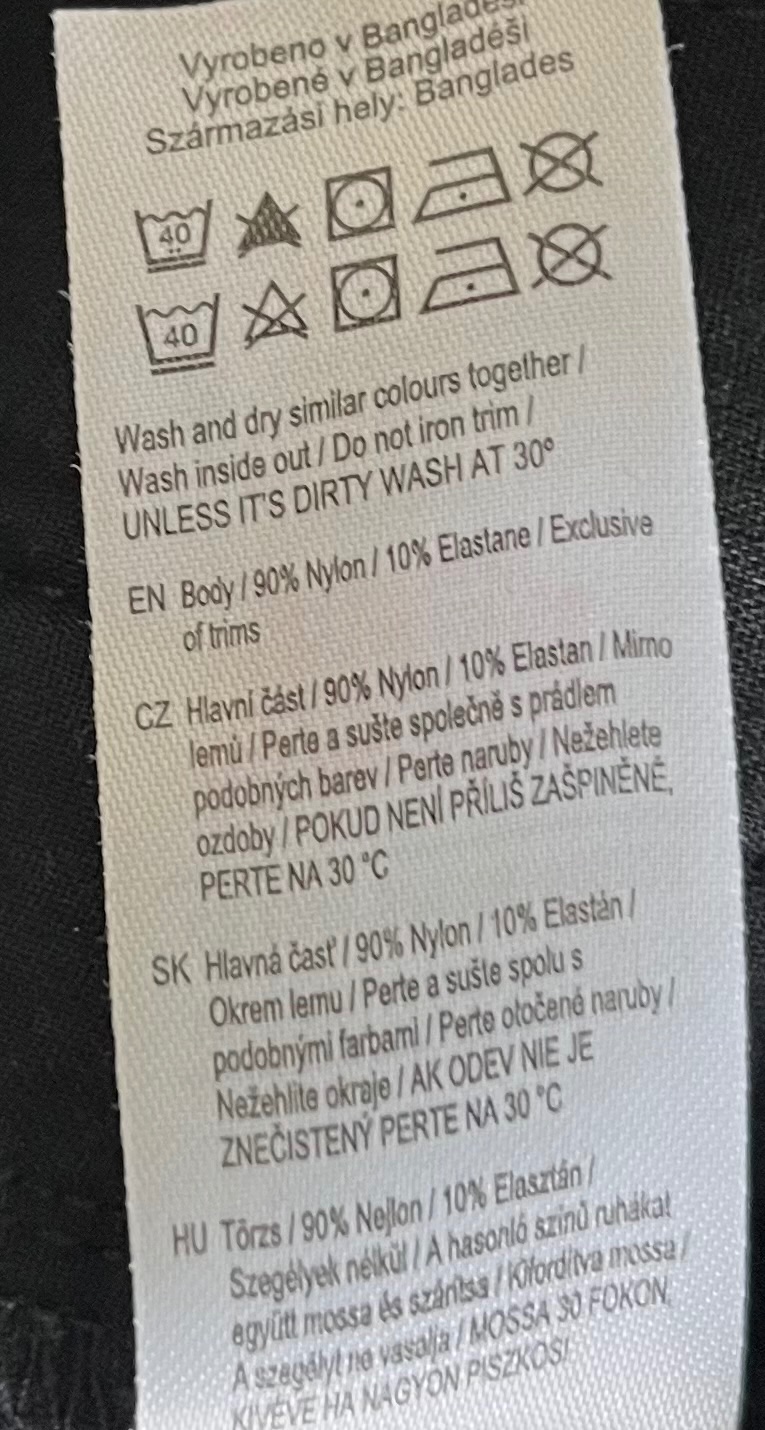 Vyrobeno v Bangladéši
Vyrobené v Bangladéši
Származási hely: Banglades
40
40
Wash and dry similar colours together /
Wash inside out / Do not iron trim /
UNLESS IT'S DIRTY WASH AT 30º
EN Body / 90% Nylon / 10% Elastane / Exclusive
of trims
CZ Hlavní část / 90% Nylon / 10% Elastan / Mimo
lemů / Perte a sušte společně s prádlem
podobných barev / Perte naruby / Nežehlete
ozdoby / POKUD NENÍ PŘÍLIŠ ZAŠPINĚNÉ,
PERTE NA 30 °C
SK Hlavná časť / 90% Nylon / 10% Elastán /
Okrem lemu / Perte a sušte spolu s
podobnými farbami / Perte otočené naruby /
Nežehlite okraje / AK ODEV NIE JE
ZNEČISTENÝ PERTE NA 30 °C
HU Törzs / 90% Nejlon / 10% Elasztán /
Szegélyek nélkül / A hasonló színű ruhákat
együtt mossa és szárítsa / Kifordítva mossa /
A szegélyt ne vasalja / MOSSA 30 FOKON,
KIVÉVE HA NAGYON PISZKOS!